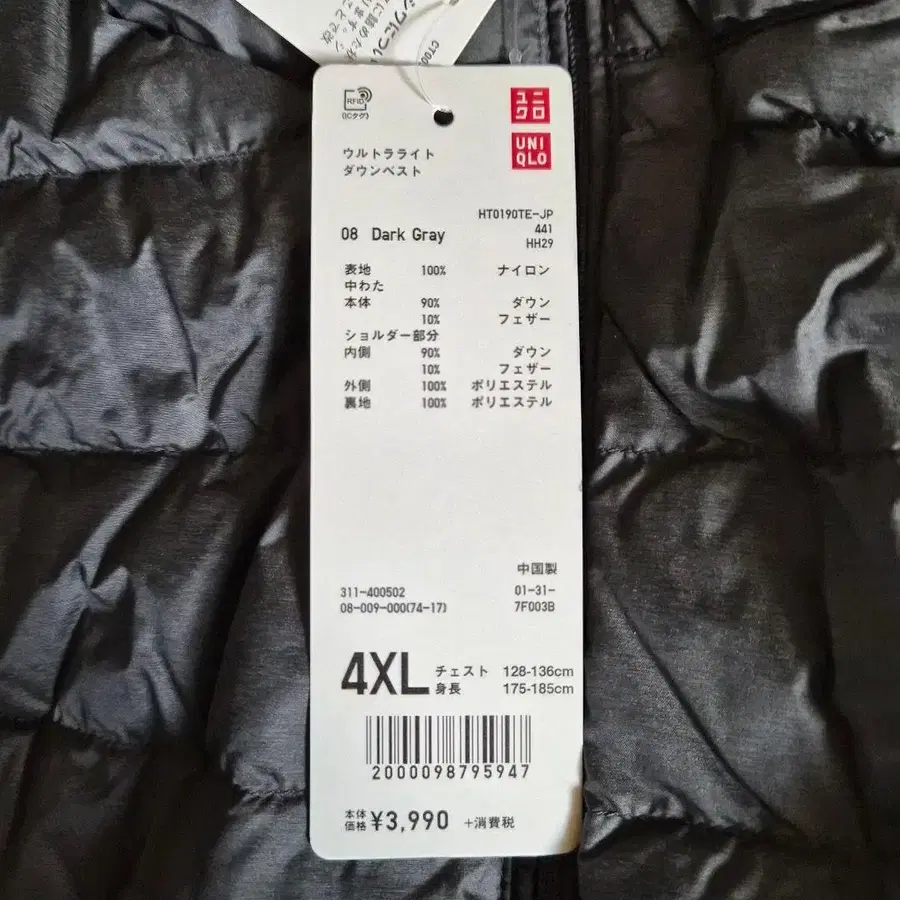 RFID
(ICタグ)
ユニ
クロ
UNI
QLO
ウルトラライト
ダウンベスト
HT0190TE-JP
441
HH29
08 Dark Gray
表地 100% ナイロン
中わた
本体 90% ダウン
10% フェザー
ショルダー部分
内側 90% ダウン
10% フェザー
外側 100% ポリエステル
裏地 100% ポリエステル
中国製
311-400502 01-31-
08-009-000(74-17) 7F003B
4XL チェスト 128-136cm
身長 175-185cm
2000098795947
本体
価格 ¥3,990 +消費税